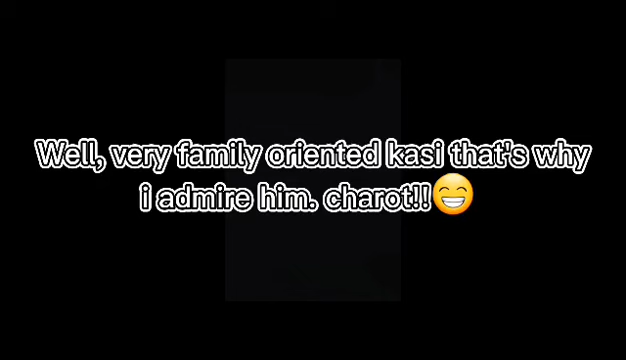 Well, very family oriented kasi that's why
i admire him. charot!!😁